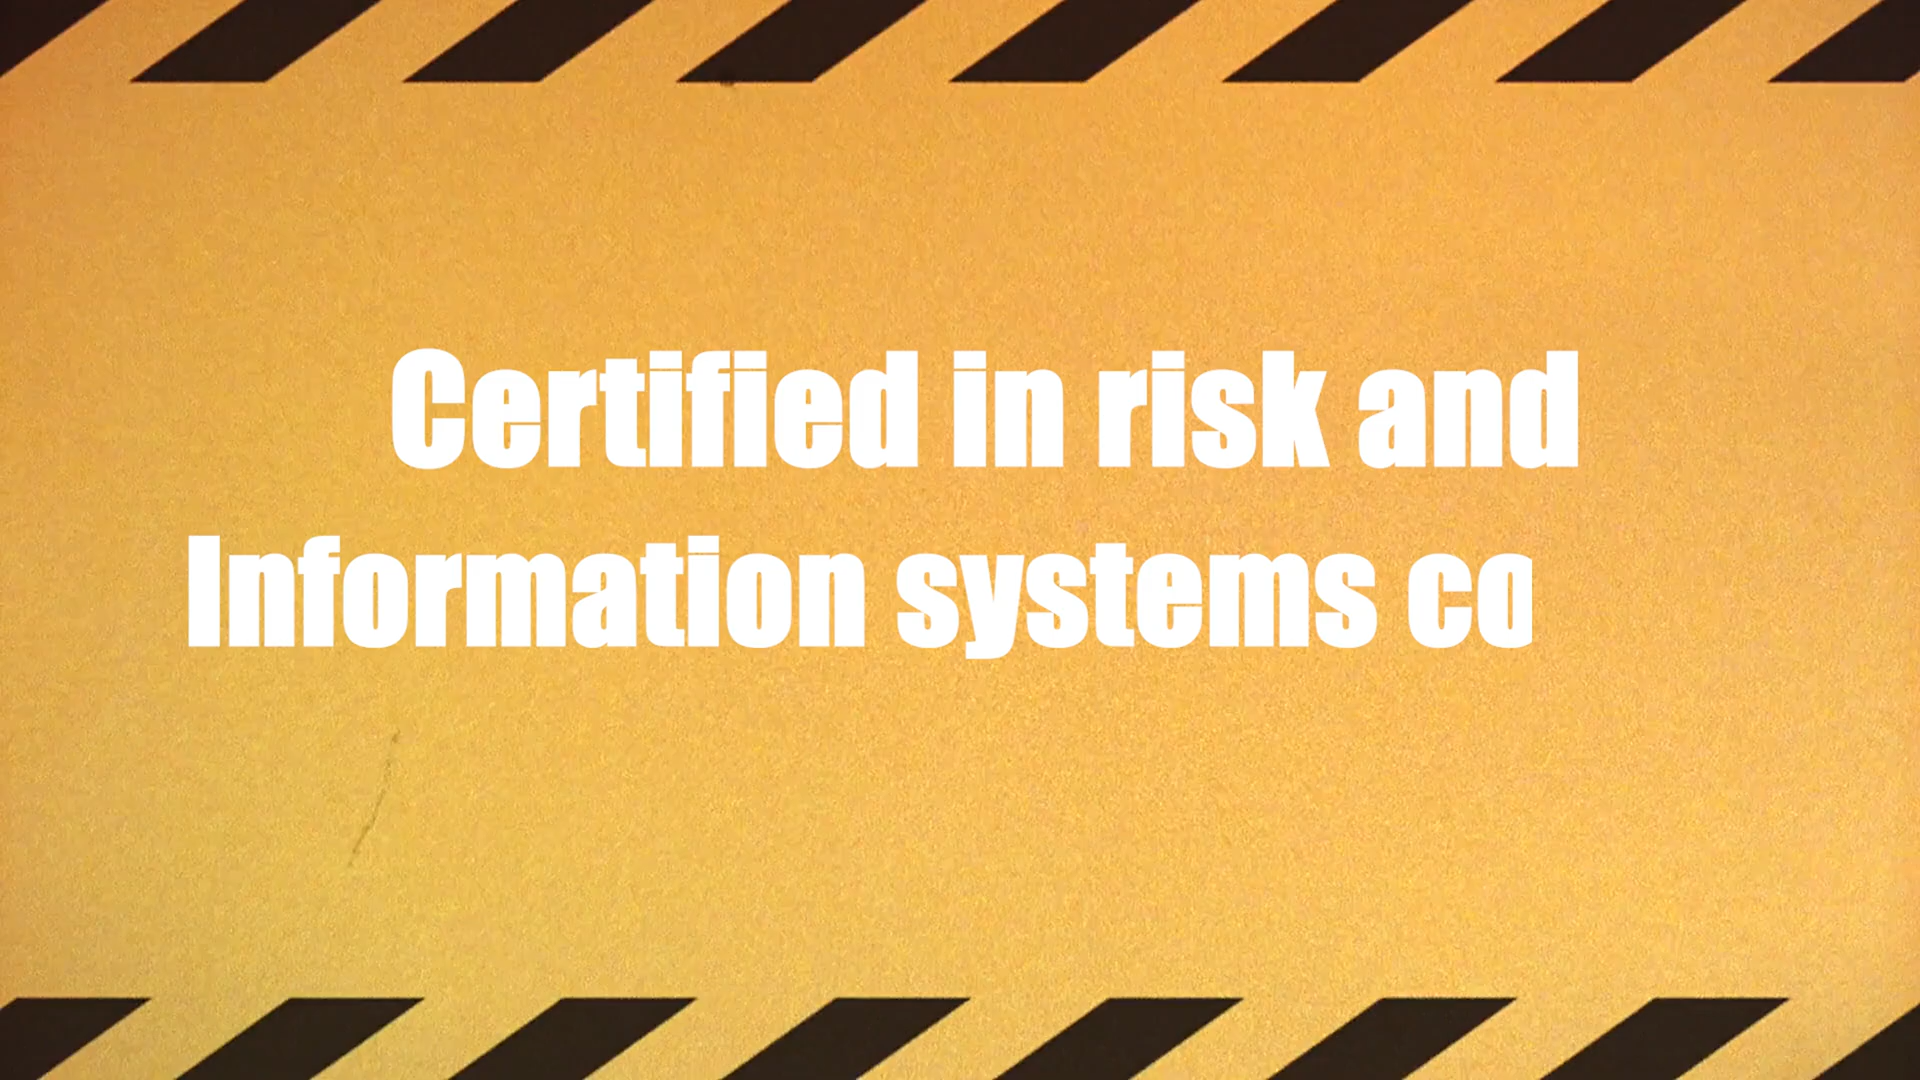 Certified in risk and
Information systems co